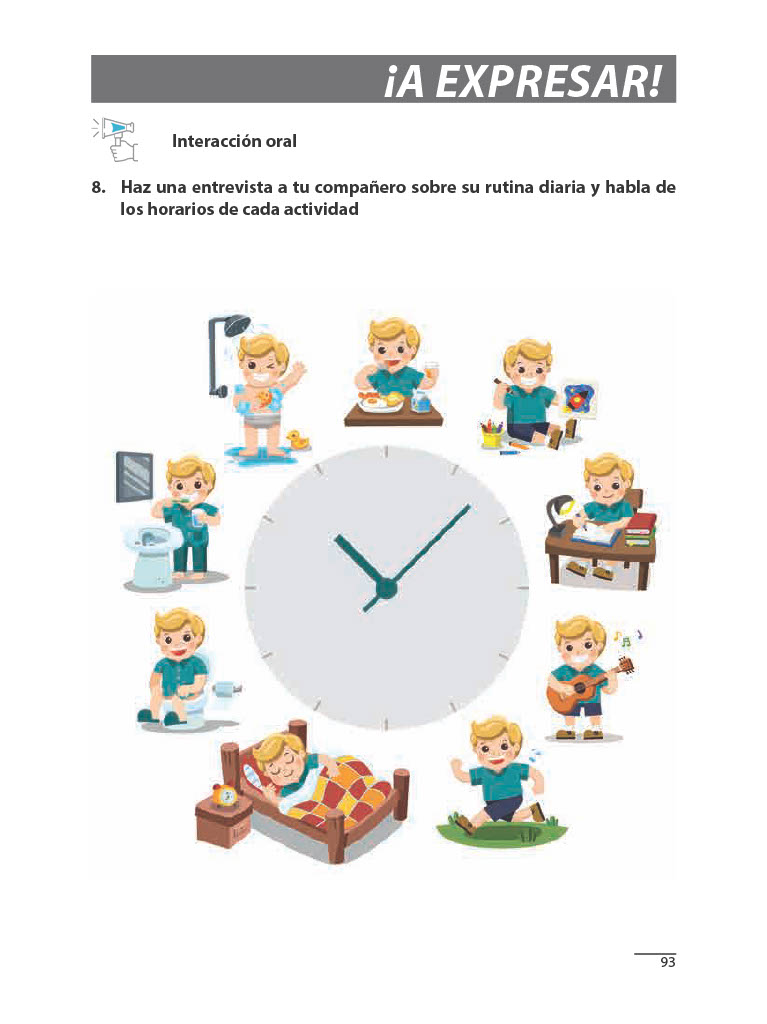 ¡A EXPRESAR!
Interacción oral
8. Haz una entrevista a tu compañero sobre su rutina diaria y habla de
los horarios de cada actividad
93